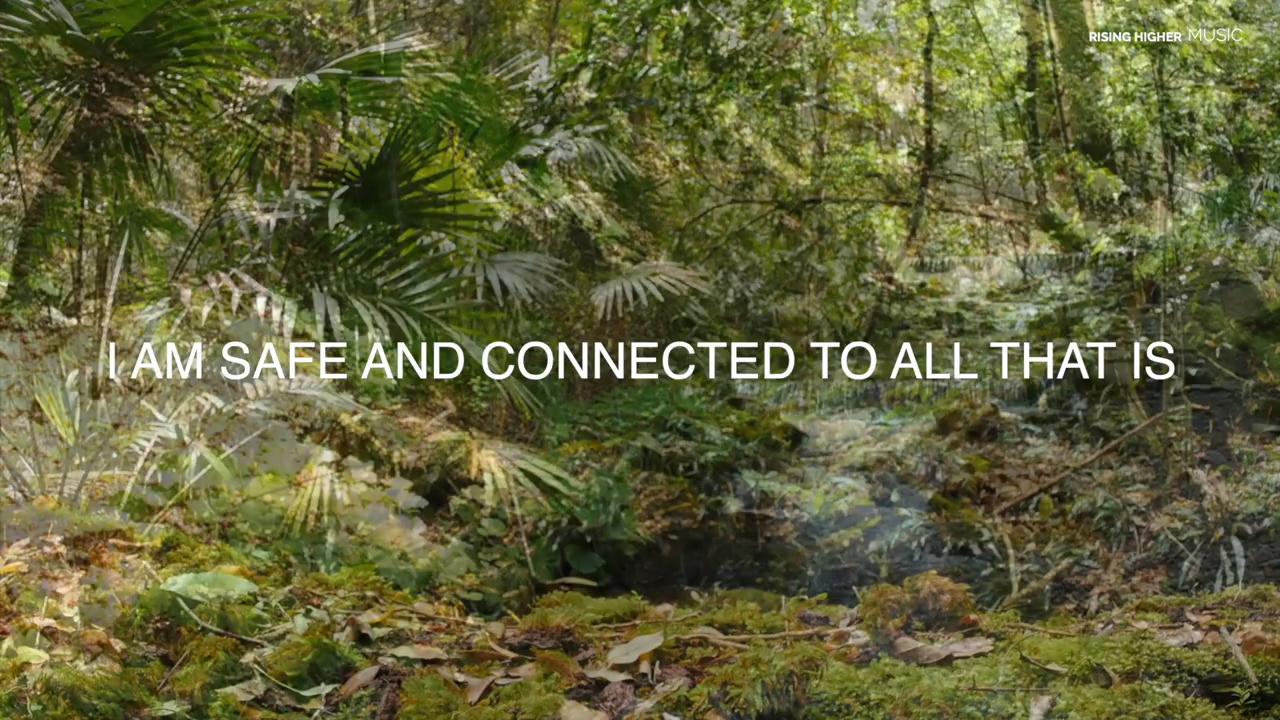 RISING HIGHER MUSIC
I AM SAFE AND CONNECTED TO ALL THAT IS